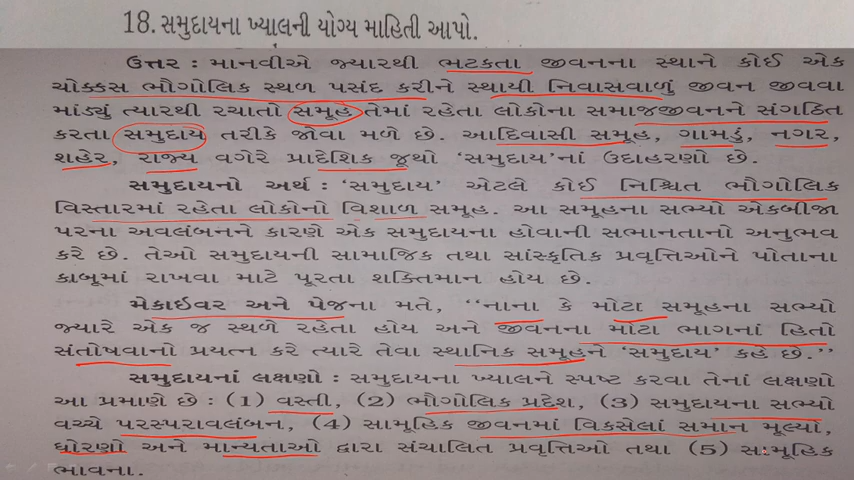 18. સમુદાયના ખ્યાલની યોગ્ય માહિતી આપો.
ઉત્તર : માનવીએ જ્યારથી ભટકતા જીવનના સ્થાને કોઈ એક
ચોક્કસ ભૌગોલિક સ્થળ પસંદ કરીને સ્થાયી નિવાસવાળું જીવન જીવવા
માંડ્યું ત્યારથી રચાતો સમૂહ તેમાં રહેતા લોકોના સમાજજીવનને સંગઠિત
કરતા સમુદાય તરીકે જોવા મળે છે. આદિવાસી સમૂહ, ગામડું, નગર,
શહેર, રાજ્ય વગેરે પ્રાદેશિક જૂથો ‘સમુદાય’નાં ઉદાહરણો છે.
સમુદાયનો અર્થ : ‘સમુદાય’ એટલે કોઈ નિશ્ચિત ભૌગોલિક
વિસ્તારમાં રહેતા લોકોનો વિશાળ સમૂહ. આ સમૂહના સભ્યો એકબીજા
પરના અવલંબનને કારણે એક સમુદાયના હોવાની સભાનતાનો અનુભવ
કરે છે. તેઓ સમુદાયની સામાજિક તથા સાંસ્કૃતિક પ્રવૃત્તિઓને પોતાના
કાબૂમાં રાખવા માટે પૂરતા શક્તિમાન હોય છે.
મેકાઇવર અને પેજના મતે, “નાના કે મોટા સમૂહના સભ્યો
જ્યારે એક જ સ્થળે રહેતા હોય અને જીવનના મોટા ભાગનાં હિતો
સંતોષવાનો પ્રયત્ન કરે ત્યારે તેવા સ્થાનિક સમૂહને ‘સમુદાય’ કહે છે.”
સમુદાયનાં લક્ષણો : સમુદાયના ખ્યાલને સ્પષ્ટ કરવા તેનાં લક્ષણો
આ પ્રમાણે છે : (1) વસ્તી, (2) ભૌગોલિક પ્રદેશ, (3) સમુદાયના સભ્યો
વચ્ચે પરસ્પરાવલંબન, (4) સામૂહિક જીવનમાં વિકસેલાં સમાન મૂલ્યો,
ધોરણો અને માન્યતાઓ દ્વારા સંચાલિત પ્રવૃત્તિઓ તથા (5) સામૂહિક
ભાવના.